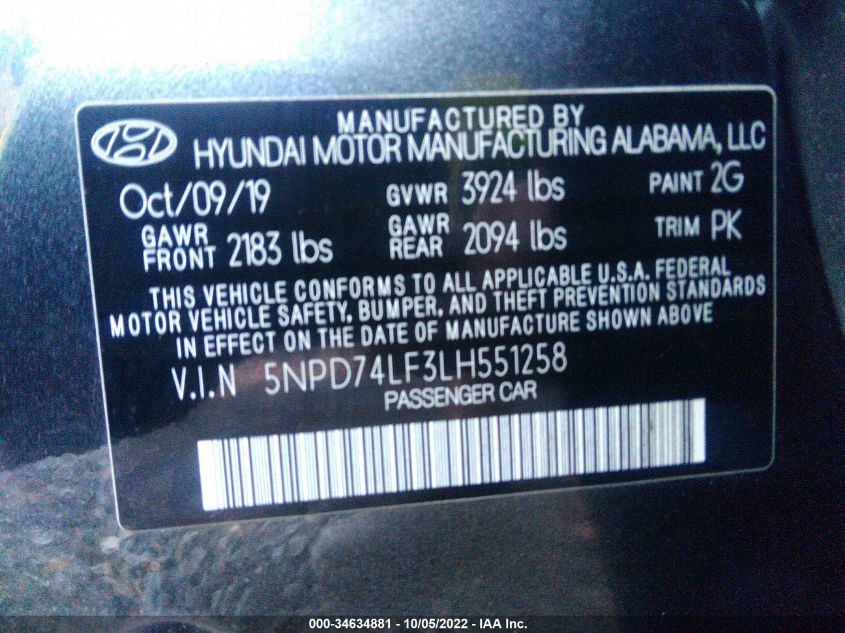 MANUFACTURED BY
HYUNDAI MOTOR MANUFACTURING ALABAMA, LLC
Oct/09/19 GVWR 3924 lbs PAINT 2G
GAWR FRONT 2183 lbs GAWR REAR 2094 lbs TRIM PK
THIS VEHICLE CONFORMS TO ALL APPLICABLE U.S.A. FEDERAL
MOTOR VEHICLE SAFETY, BUMPER, AND THEFT PREVENTION STANDARDS
IN EFFECT ON THE DATE OF MANUFACTURE SHOWN ABOVE
V.I.N 5NPD74LF3LH551258
PASSENGER CAR
000-34634881 - 10/05/2022 - IAA Inc.